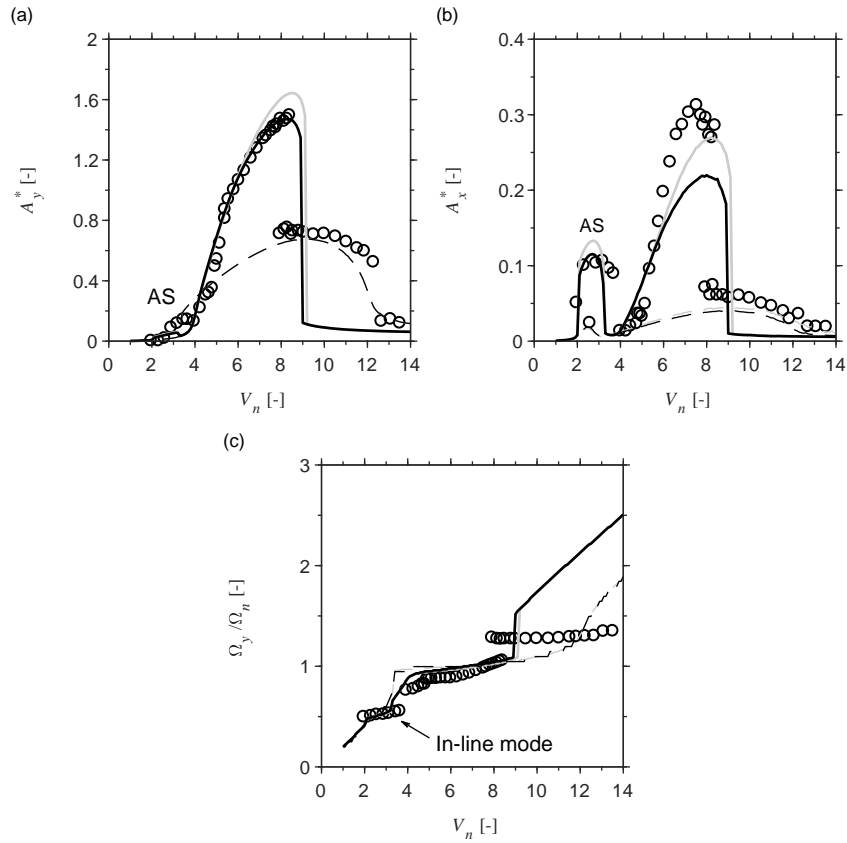 (a)
2
1.6
1.2
0.8
0.4
0
A*y [-]
AS
0 2 4 6 8 10 12 14
Vn [-]
(b)
0.4
0.3
0.2
0.1
0
A*x [-]
AS
0 2 4 6 8 10 12 14
Vn [-]
(c)
3
2
1
0
Ωy/Ωn [-]
In-line mode
0 2 4 6 8 10 12 14
Vn [-]